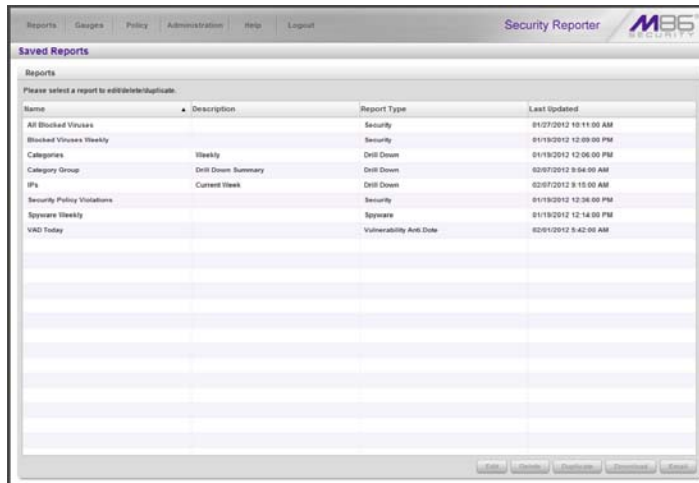 Reports Gauges Policy Administration Help Logout Security Reporter M86 SECURITY
Saved Reports
Reports
Please select a report to edit/delete/duplicate.
Name Description Report Type Last Updated
All Blocked Viruses Security 01/27/2012 10:11:00 AM
Blocked Viruses Weekly Security 01/19/2012 12:09:00 PM
Categories Weekly Drill Down 01/19/2012 12:06:00 PM
Category Group Drill Down Summary Drill Down 02/07/2012 9:04:00 AM
IPs Current Week Drill Down 02/07/2012 9:15:00 AM
Security Policy Violations Security 01/19/2012 12:36:00 PM
Spyware Weekly Spyware 01/19/2012 12:14:00 PM
VAD Today Vulnerability Anti.Dote 02/01/2012 5:42:00 AM
Edit Delete Duplicate Download Email